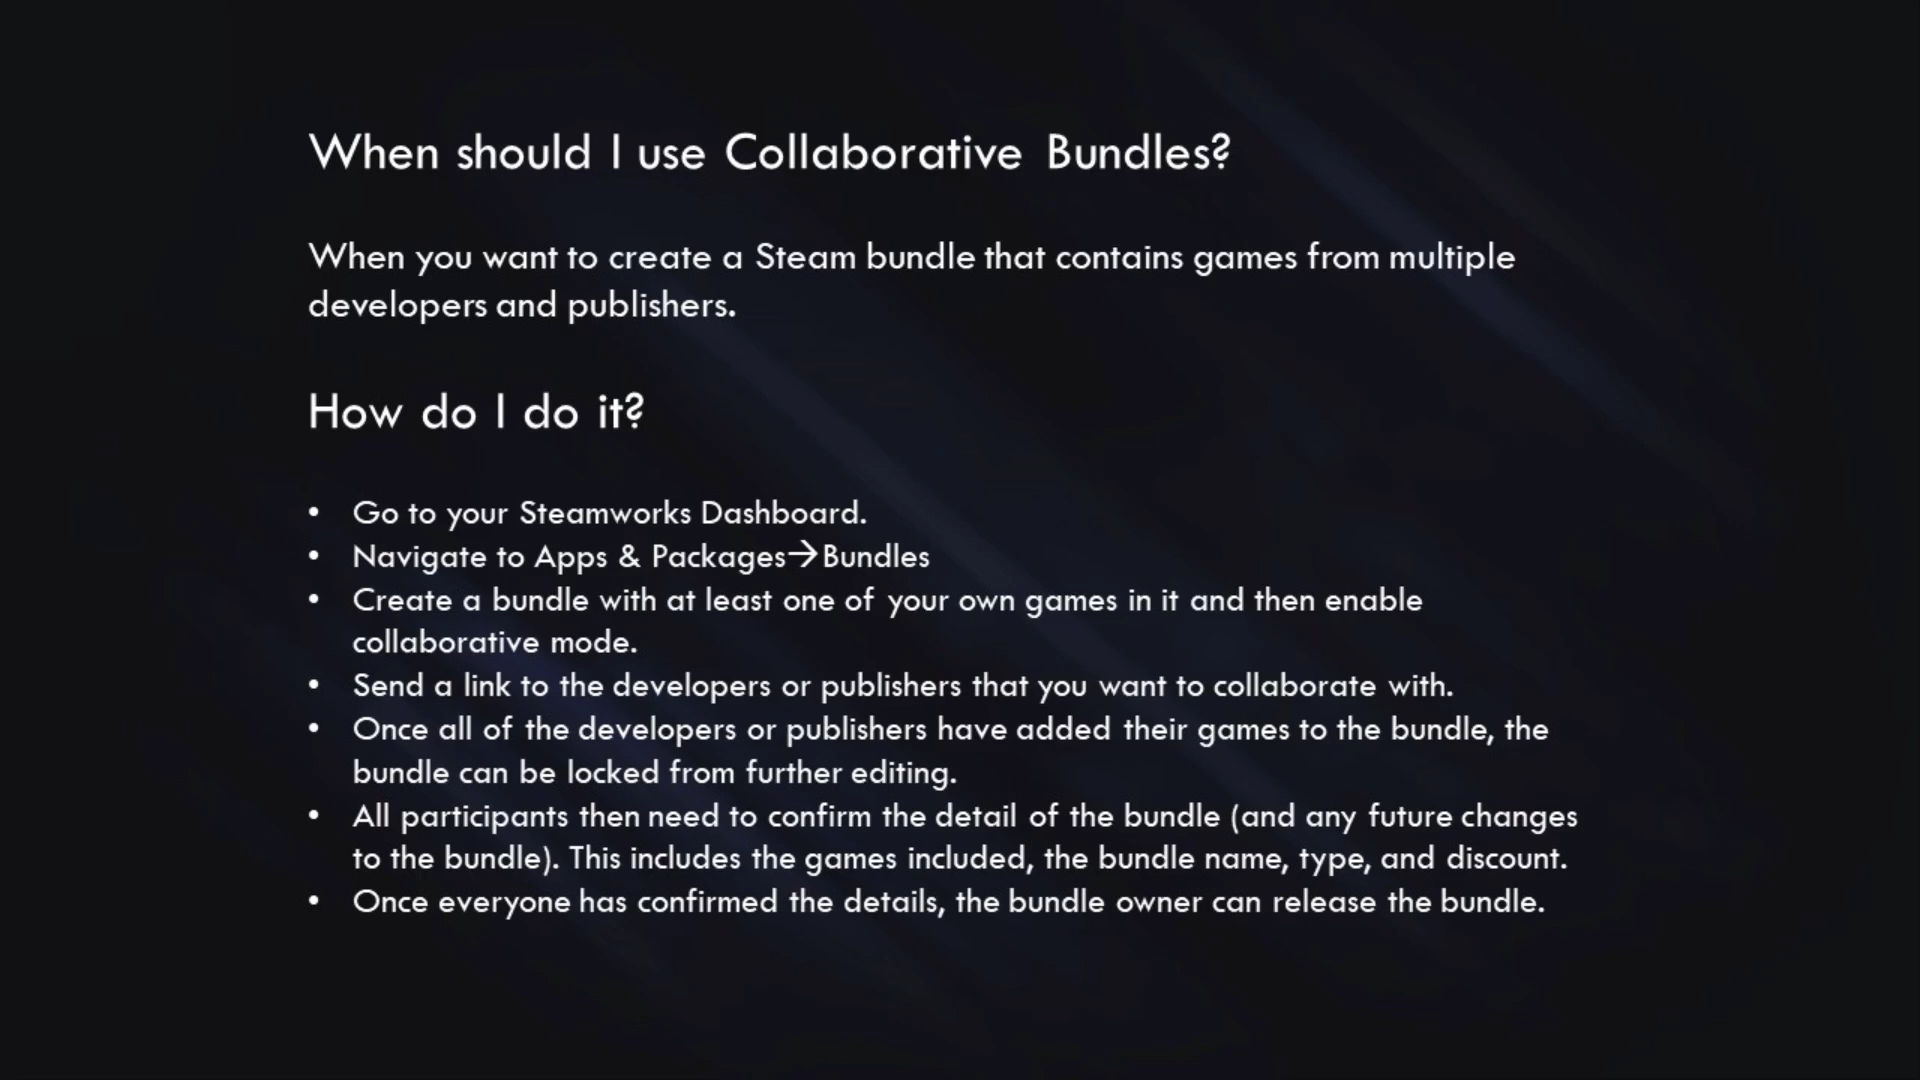 When should I use Collaborative Bundles?
When you want to create a Steam bundle that contains games from multiple
developers and publishers.
How do I do it?
• Go to your Steamworks Dashboard.
• Navigate to Apps & Packages→Bundles
• Create a bundle with at least one of your own games in it and then enable
collaborative mode.
• Send a link to the developers or publishers that you want to collaborate with.
• Once all of the developers or publishers have added their games to the bundle, the
bundle can be locked from further editing.
• All participants then need to confirm the detail of the bundle (and any future changes
to the bundle). This includes the games included, the bundle name, type, and discount.
• Once everyone has confirmed the details, the bundle owner can release the bundle.